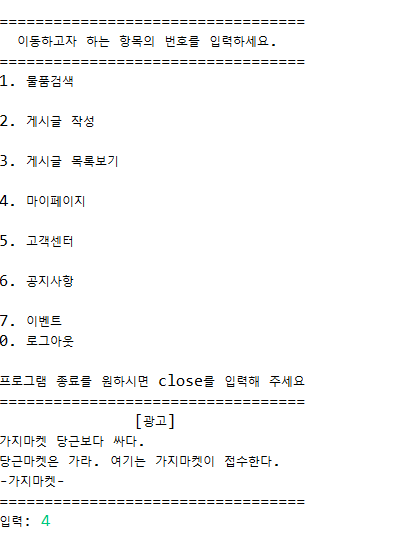 ==================================
이동하고자 하는 항목의 번호를 입력하세요.
==================================
1. 물품검색
2. 게시글 작성
3. 게시글 목록보기
4. 마이페이지
5. 고객센터
6. 공지사항
7. 이벤트
0. 로그아웃
프로그램 종료를 원하시면 close를 입력해 주세요
==================================
[광고]
가지마켓 당근보다 싸다.
당근마켓은 가라. 여기는 가지마켓이 접수한다.
-가지마켓-
==================================
입력: 4